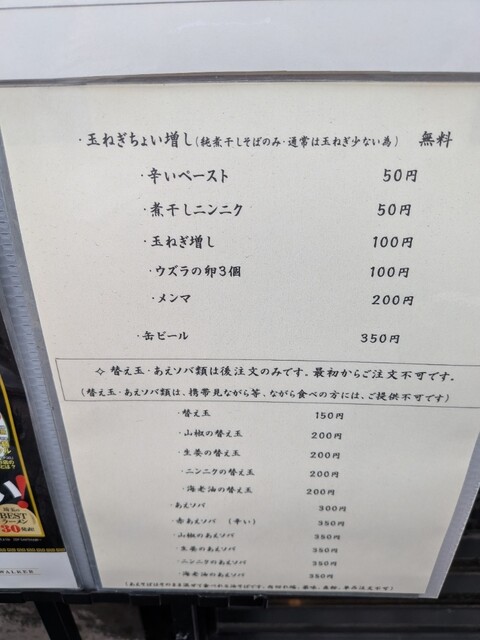 ・玉ねぎちょい増し(純煮干しそばのみ・通常は玉ねぎ少ない為) 無料
・辛いペースト 50円
・煮干しニンニク 50円
・玉ねぎ増し 100円
・ウズラの卵3個 100円
・メンマ 200円
・缶ビール 350円
✧ 替え玉・あえソバ類は後注文のみです。最初からご注文不可です。
(替え玉・あえソバ類は、携帯見ながら等、ながら食べの方には、ご提供不可です)
・替え玉 150円
・山椒の替え玉 200円
・生姜の替え玉 200円
・ニンニクの替え玉 200円
・海老油の替え玉 200円
・あえソバ 300円
・赤あえソバ (辛い) 350円
・山椒のあえソバ 350円
・生姜のあえソバ 350円
・ニンニクのあえソバ 350円
・海老油のあえソバ 350円
BEST
ラーメン
30
WALKER